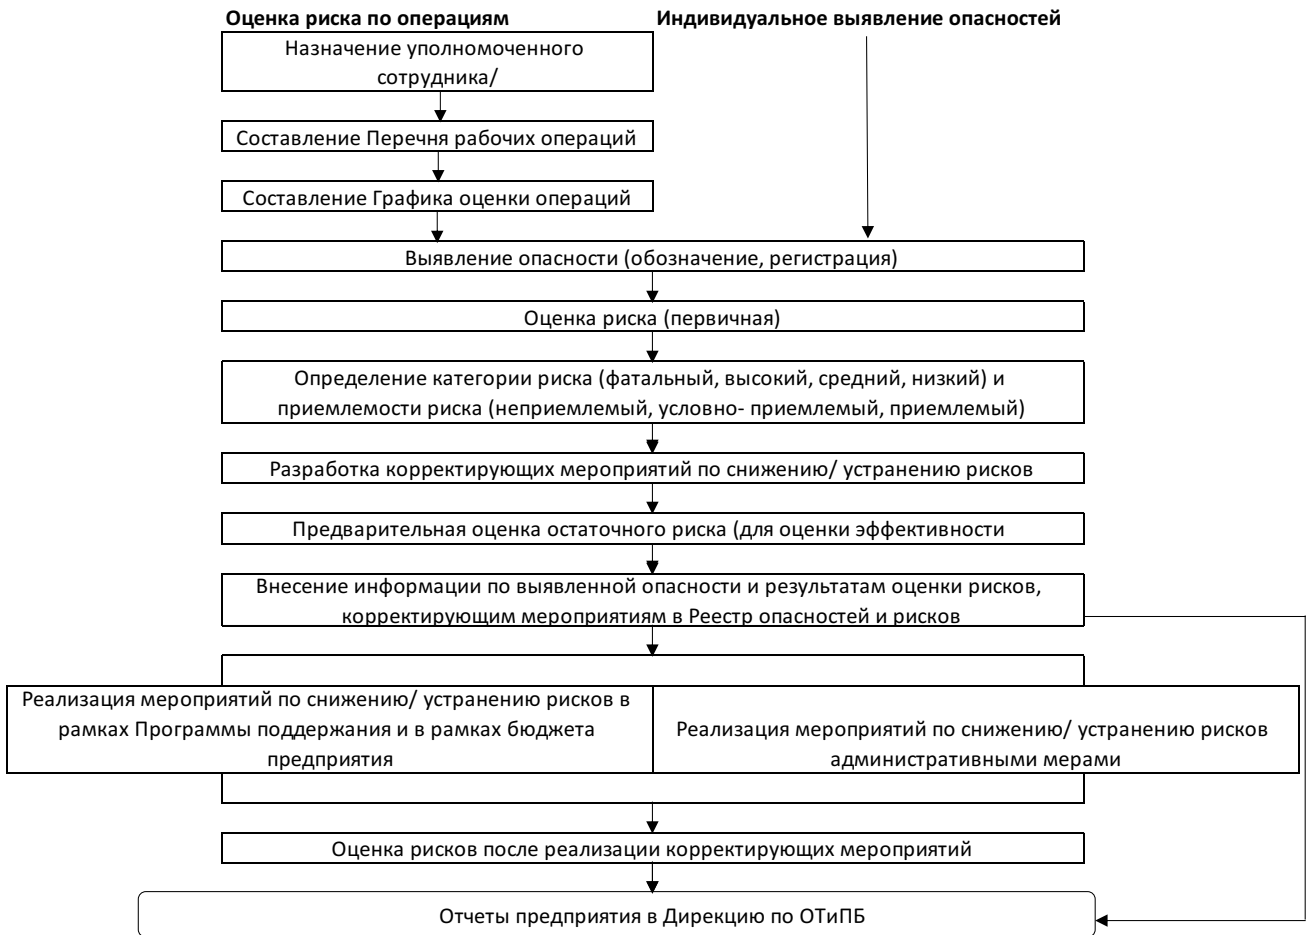 Оценка риска по операциям
Индивидуальное выявление опасностей
Назначение уполномоченного
сотрудника/
Составление Перечня рабочих операций
Составление Графика оценки операций
Выявление опасности (обозначение, регистрация)
Оценка риска (первичная)
Определение категории риска (фатальный, высокий, средний, низкий) и
приемлемости риска (неприемлемый, условно- приемлемый, приемлемый)
Разработка корректирующих мероприятий по снижению/ устранению рисков
Предварительная оценка остаточного риска (для оценки эффективности
Внесение информации по выявленной опасности и результатам оценки рисков,
корректирующим мероприятиям в Реестр опасностей и рисков
Реализация мероприятий по снижению/ устранению рисков в
рамках Программы поддержания и в рамках бюджета
предприятия
Реализация мероприятий по снижению/ устранению рисков
административными мерами
Оценка рисков после реализации корректирующих мероприятий
Отчеты предприятия в Дирекцию по ОТиПБ